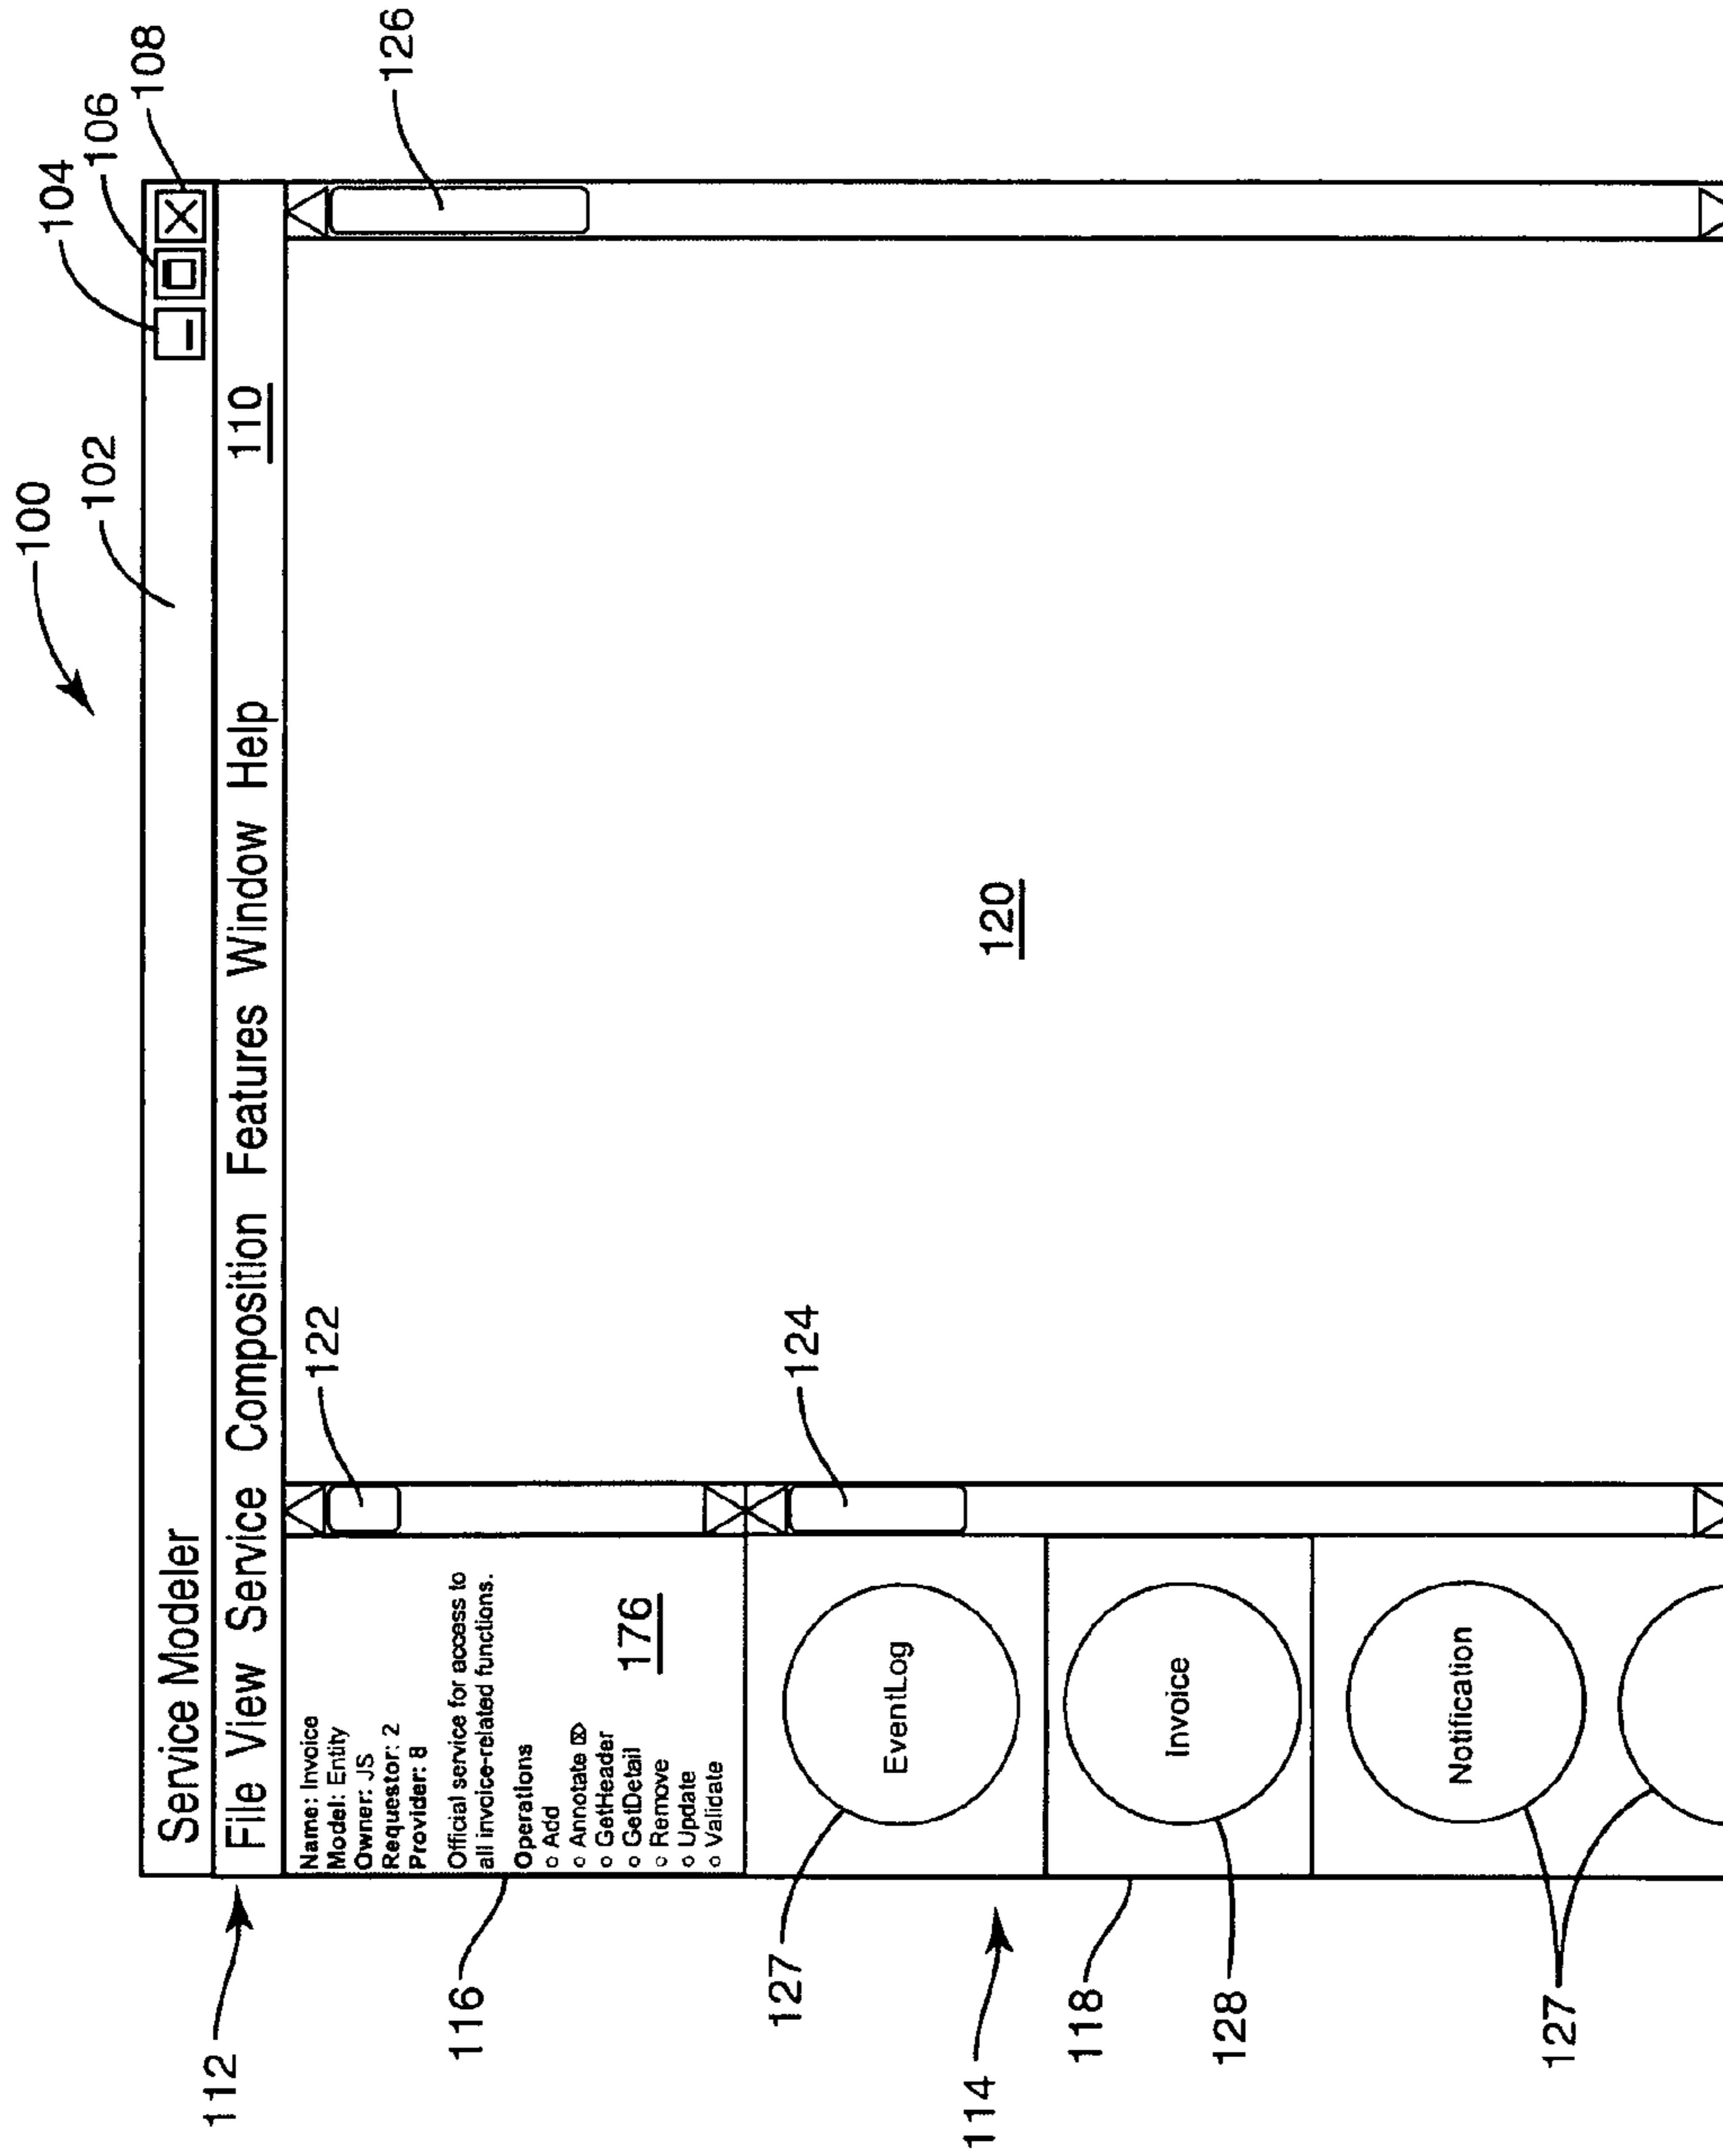 100
102
104
106
108
Service Modeler
112
File View Service Composition Features Window Help
110
126
122
Name: Invoice
Model: Entity
Owner: JS
Requestor: 2
Provider: 8
Official service for access to
all invoice-related functions.
Operations
o Add
o Annotate ⌦
o GetHeader
o GetDetail
o Remove
o Update
o Validate
176
116
124
127
EventLog
120
114
118
Invoice
128
Notification
127